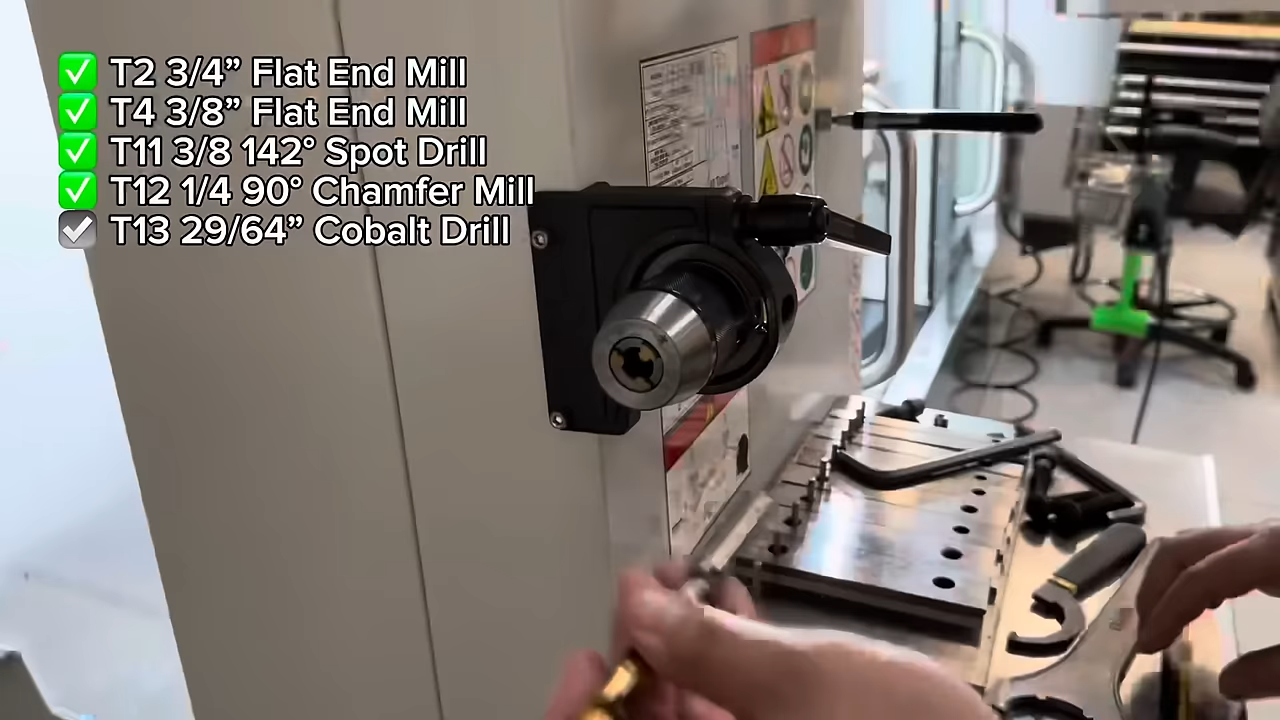 ✅ T2 3/4” Flat End Mill
✅ T4 3/8” Flat End Mill
✅ T11 3/8 142° Spot Drill
✅ T12 1/4 90° Chamfer Mill
☑ T13 29/64” Cobalt Drill